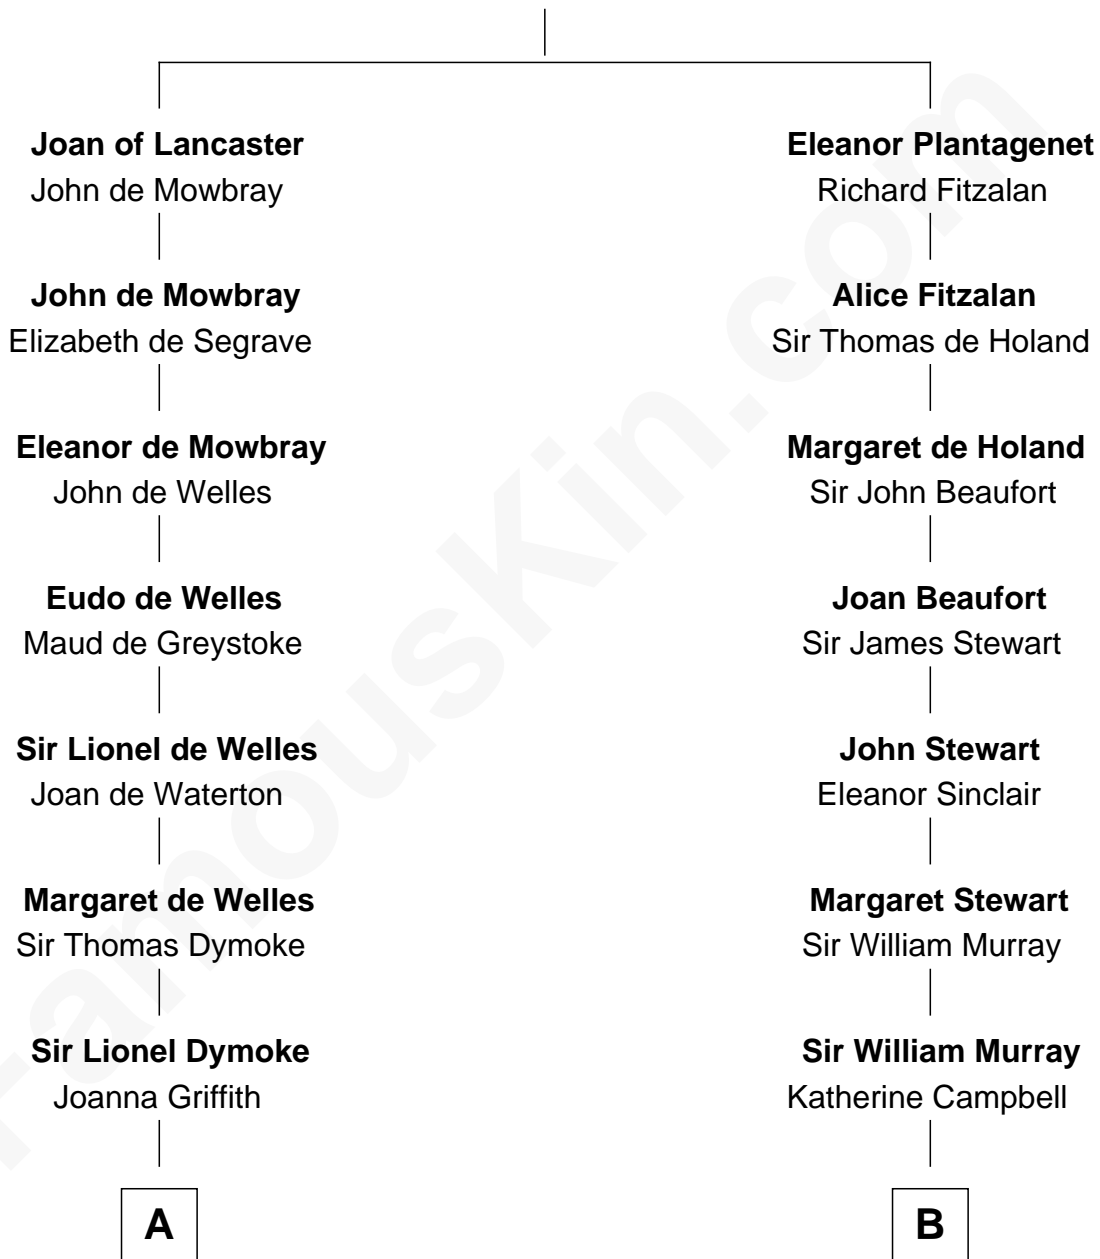 Joan of Lancaster
John de Mowbray
John de Mowbray
Elizabeth de Segrave
Eleanor de Mowbray
John de Welles
Eudo de Welles
Maud de Greystoke
Sir Lionel de Welles
Joan de Waterton
Margaret de Welles
Sir Thomas Dymoke
Sir Lionel Dymoke
Joanna Griffith
A
Eleanor Plantagenet
Richard Fitzalan
Alice Fitzalan
Sir Thomas de Holand
Margaret de Holand
Sir John Beaufort
Joan Beaufort
Sir James Stewart
John Stewart
Eleanor Sinclair
Margaret Stewart
Sir William Murray
Sir William Murray
Katherine Campbell
B
FamousKin.com